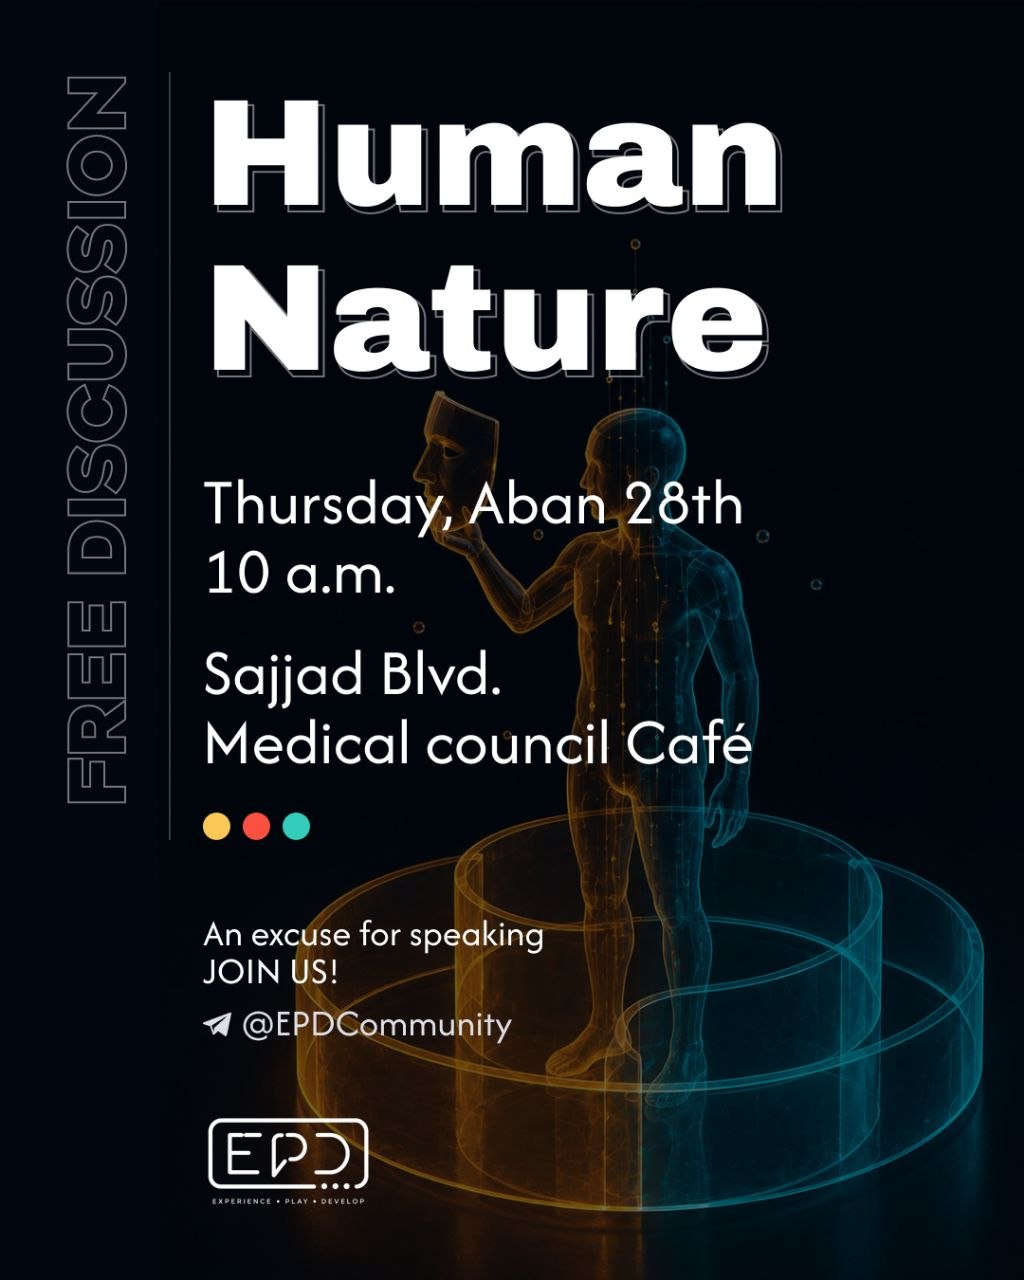 FREE DISCUSSION
Human
Nature
Thursday, Aban 28th
10 a.m.
Sajjad Blvd.
Medical council Café
An excuse for speaking
JOIN US!
@EPDCommunity
EPD
EXPERIENCE • PLAY • DEVELOP